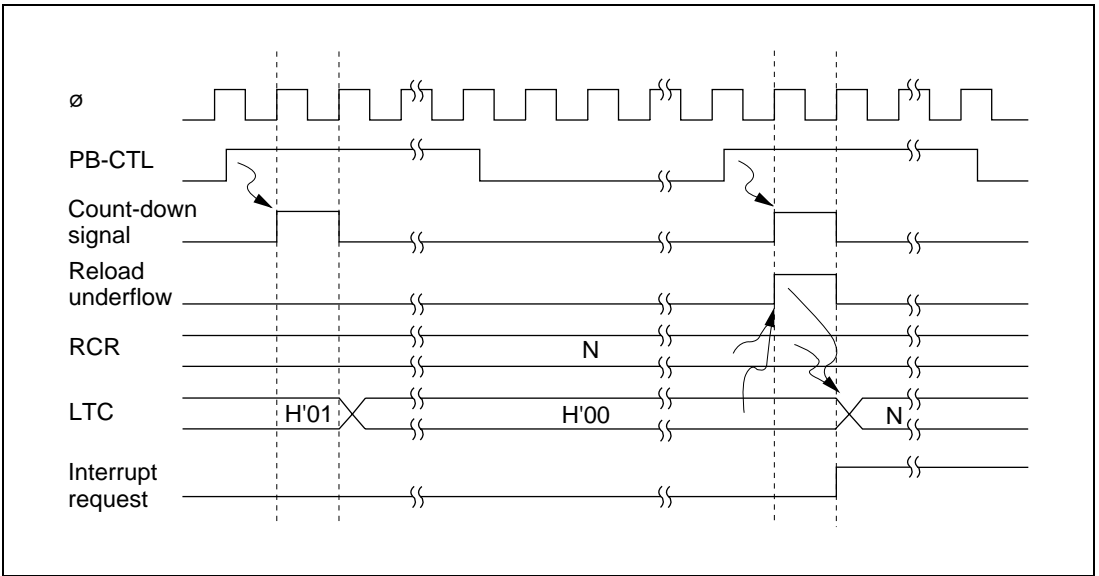 ø
PB-CTL
Count-down
signal
Reload
underflow
RCR
N
LTC
H'01
H'00
N
Interrupt
request